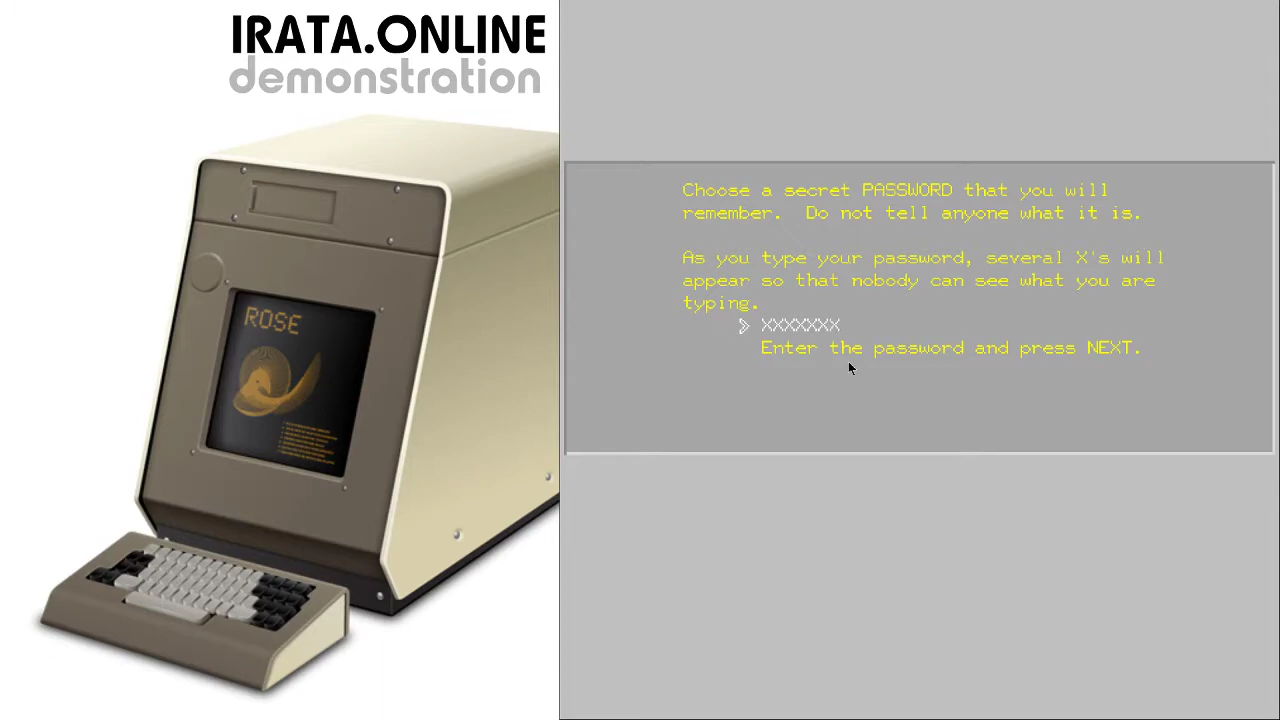 IRATA.ONLINE
demonstration
Choose a secret PASSWORD that you will
remember.  Do not tell anyone what it is.
As you type your password, several X's will
appear so that nobody can see what you are
typing.
> XXXXXXX
Enter the password and press NEXT.
ROSE